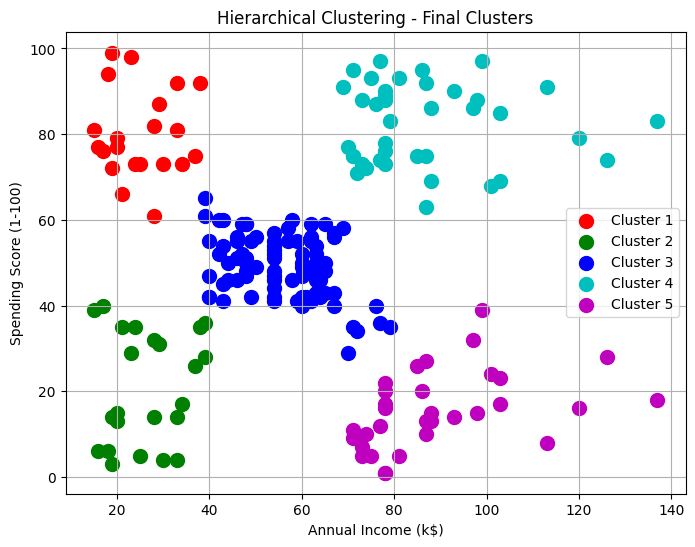 Hierarchical Clustering - Final Clusters
100
80
60
40
20
0
Spending Score (1-100)
Cluster 1
Cluster 2
Cluster 3
Cluster 4
Cluster 5
20 40 60 80 100 120 140
Annual Income (k$)